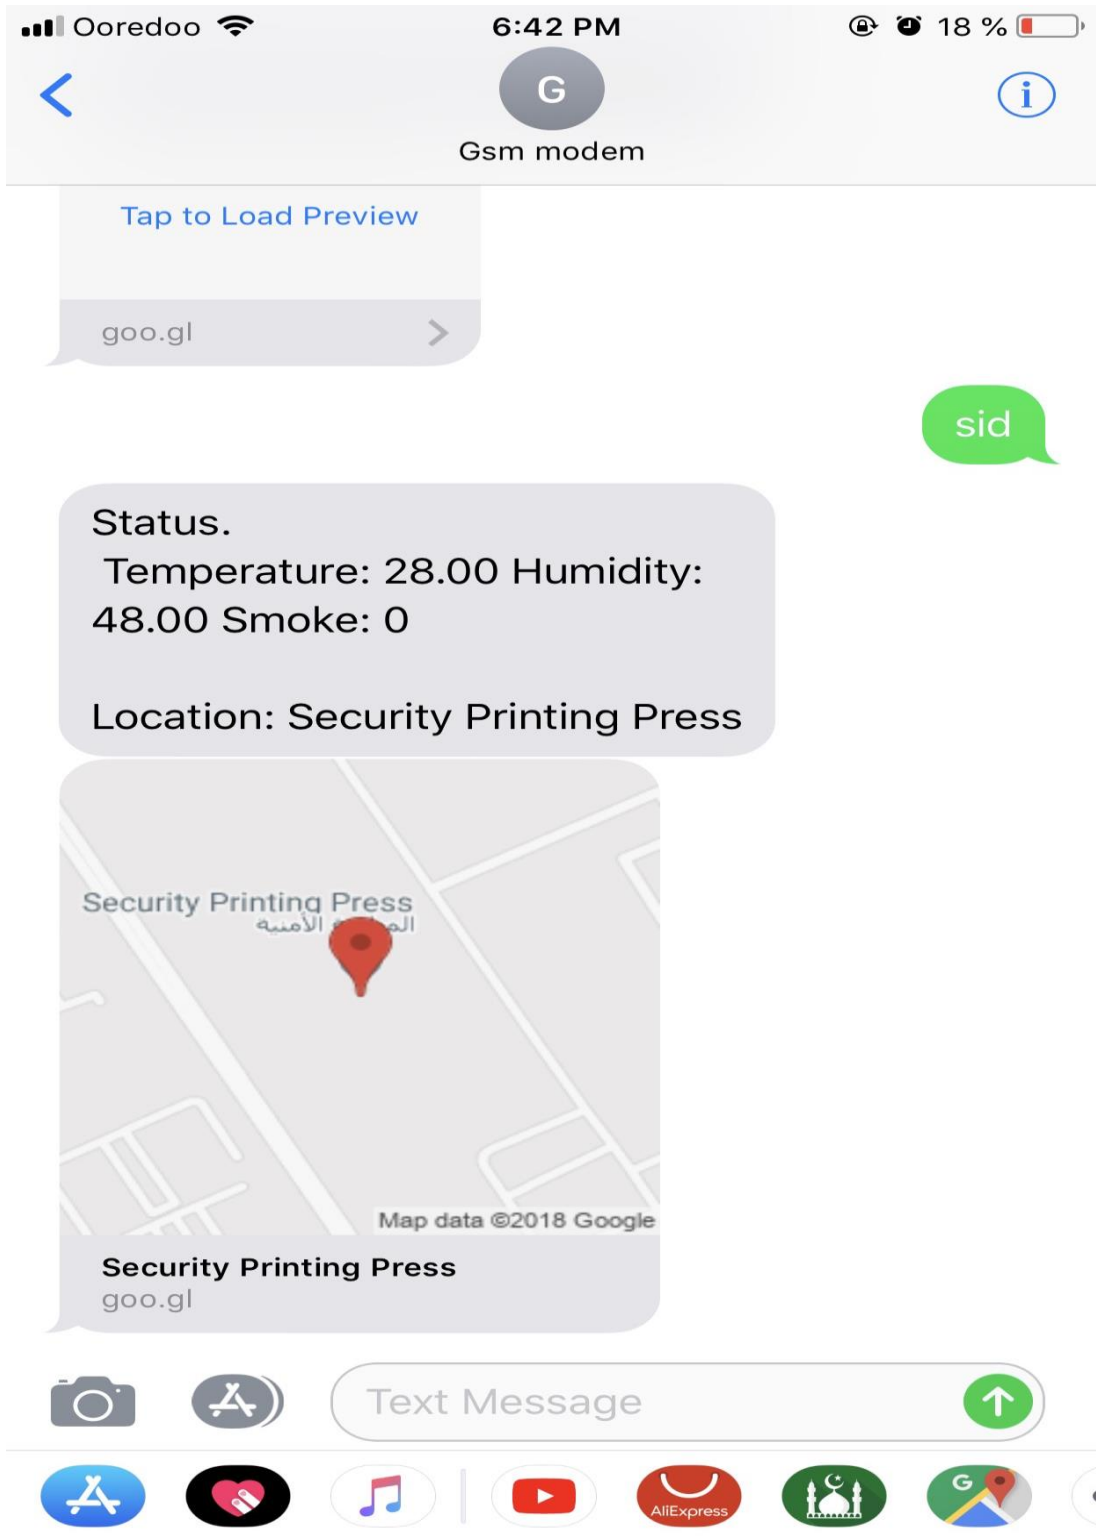 Ooredoo 6:42 PM 18 %
G
Gsm modem
Tap to Load Preview
goo.gl
sid
Status.
Temperature: 28.00 Humidity:
48.00 Smoke: 0
Location: Security Printing Press
Security Printing Press
الأمنية
Map data ©2018 Google
Security Printing Press
goo.gl
Text Message
AliExpress
G